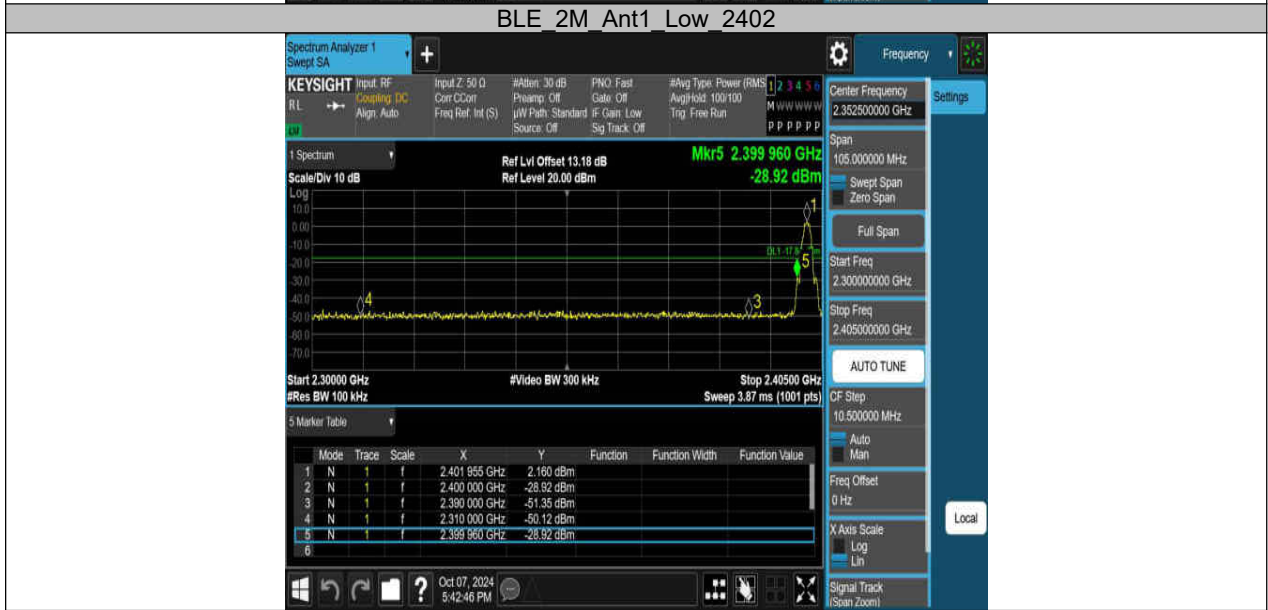 BLE_2M_Ant1_Low_2402
Spectrum Analyzer 1
Swept SA
+
Frequency
KEYSIGHT
RL
LXI
Input: RF
Coupling: DC
Align: Auto
Input Z: 50 Ω
Corr CCorr
Freq Ref: Int (S)
#Atten: 30 dB
Preamp: Off
µW Path: Standard
Source: Off
PNO: Fast
Gate: Off
IF Gain: Low
Sig Track: Off
#Avg Type: Power (RMS
Avg|Hold: 100/100
Trig: Free Run
1 2 3 4 5 6
M W W W W W
P P P P P P
1 Spectrum
Scale/Div 10 dB
Ref Lvl Offset 13.18 dB
Ref Level 20.00 dBm
Mkr5 2.399 960 GHz
-28.92 dBm
Log
10.0
0.00
-10.0
-20.0
-30.0
-40.0
-50.0
-60.0
-70.0
1
5
3
4
Start 2.30000 GHz
#Video BW 300 kHz
Stop 2.40500 GHz
#Res BW 100 kHz
Sweep 3.87 ms (1001 pts)
5 Marker Table
Mode Trace Scale X Y Function Function Width Function Value
1 N 1 f 2.401 955 GHz 2.160 dBm
2 N 1 f 2.400 000 GHz -28.92 dBm
3 N 1 f 2.390 000 GHz -51.35 dBm
4 N 1 f 2.310 000 GHz -50.12 dBm
5 N 1 f 2.399 960 GHz -28.92 dBm
6
?
Oct 07, 2024
5:42:46 PM
Center Frequency
2.352500000 GHz
Span
105.000000 MHz
Swept Span
Zero Span
Full Span
Start Freq
2.300000000 GHz
Stop Freq
2.405000000 GHz
AUTO TUNE
CF Step
10.500000 MHz
Auto
Man
Freq Offset
0 Hz
X Axis Scale
Log
Lin
Signal Track
(Span Zoom)
Settings
Local